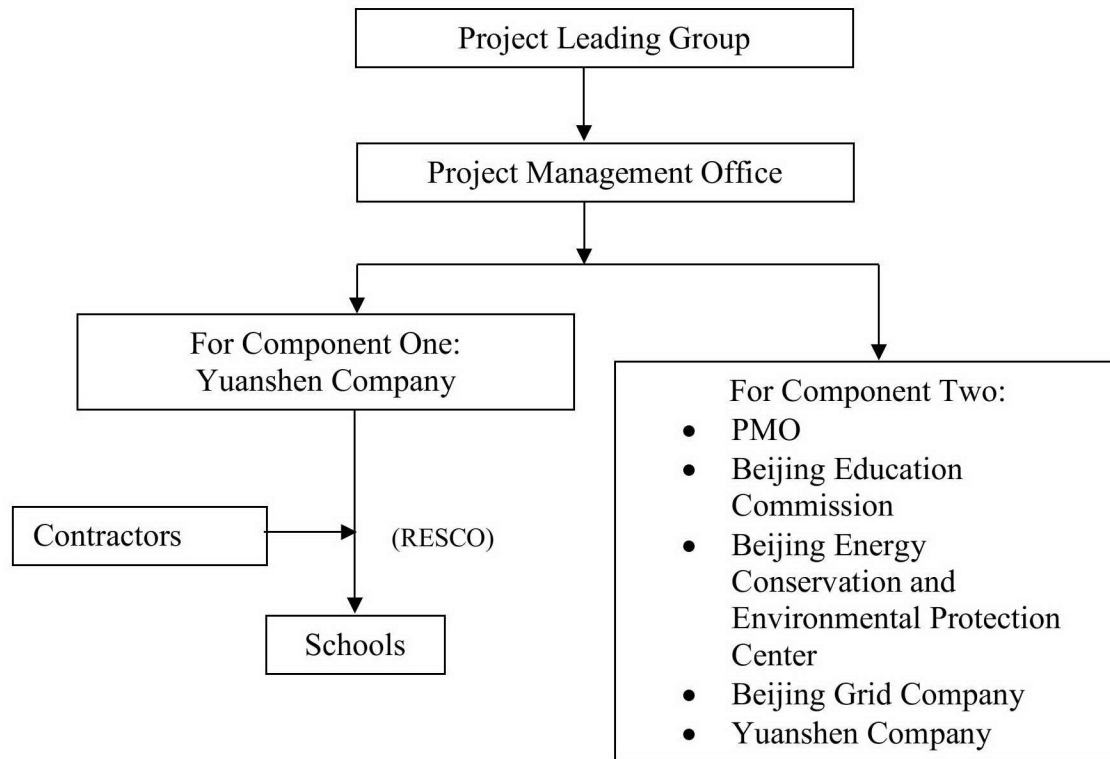 Project Leading Group
Project Management Office
For Component One:
Yuanshen Company
Contractors
(RESCO)
Schools
For Component Two:
• PMO
• Beijing Education
Commission
• Beijing Energy
Conservation and
Environmental Protection
Center
• Beijing Grid Company
• Yuanshen Company